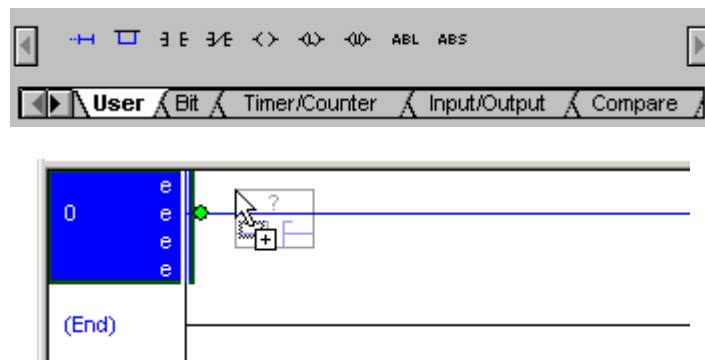 ABL ABS
User Bit Timer/Counter Input/Output Compare
e
0 e
e
e
?
(End)